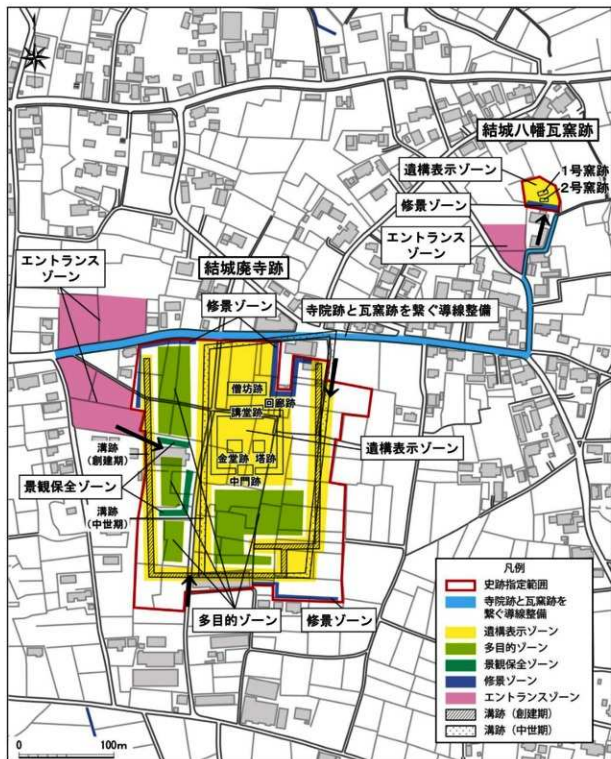 結城八幡瓦窯跡
遺構表示ゾーン
1号窯跡
2号窯跡
修景ゾーン
エントランス
ゾーン
エントランス
ゾーン
結城廃寺跡
修景ゾーン
寺院跡と瓦窯跡を繋ぐ導線整備
僧坊跡
回廊跡
講堂跡
遺構表示ゾーン
溝跡
(創建期)
金堂跡
塔跡
中門跡
景観保全ゾーン
溝跡
(中世期)
多目的ゾーン
修景ゾーン
凡例
史跡指定範囲
寺院跡と瓦窯跡を
繋ぐ導線整備
遺構表示ゾーン
多目的ゾーン
景観保全ゾーン
修景ゾーン
エントランスゾーン
溝跡(創建期)
溝跡(中世期)
0 100m